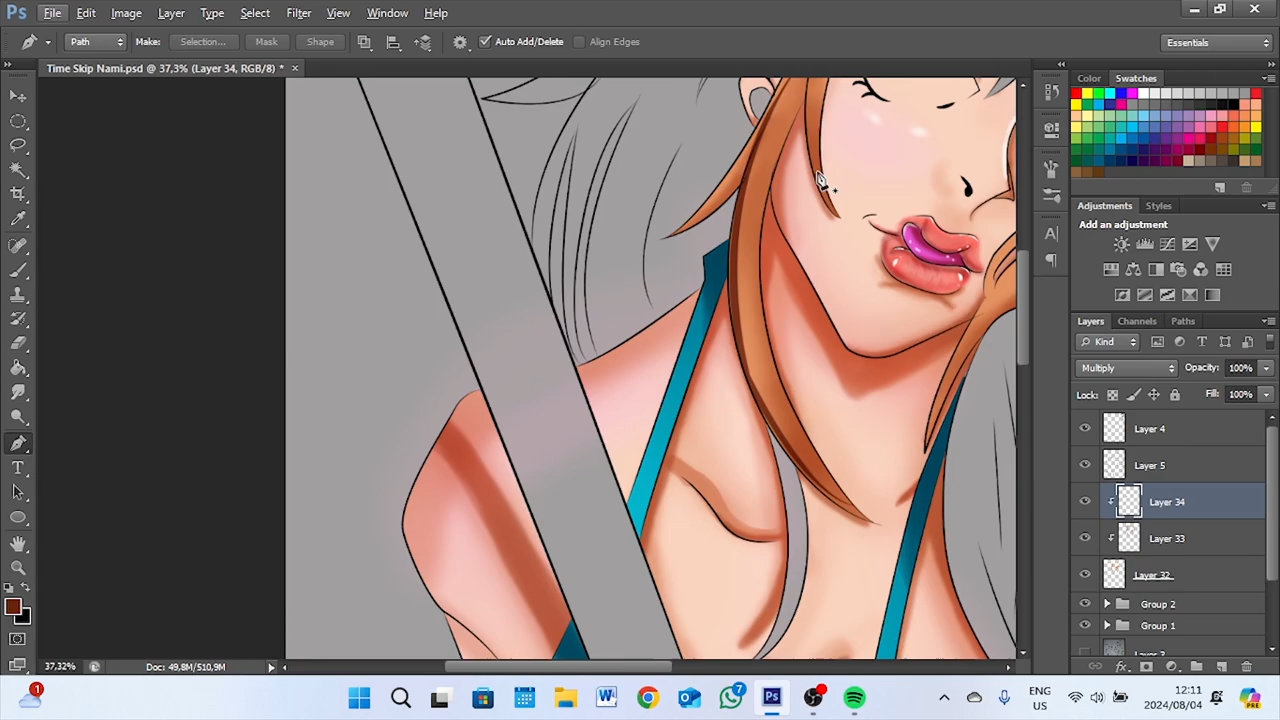 Ps File Edit Image Layer Type Select Filter View Window Help
Path Make: Selection... Mask Shape Auto Add/Delete Align Edges Essentials
Time Skip Nami.psd @ 37,3% (Layer 34, RGB/8) *
Color Swatches
Adjustments Styles
Add an adjustment
Layers Channels Paths
Kind
Multiply Opacity: 100%
Lock: Fill: 100%
Layer 4
Layer 5
Layer 34
Layer 33
Layer 32
Group 2
Group 1
37,32% Doc: 49,8M/510,9M
1 7 ENG US 12:11 2024/08/04 PRE